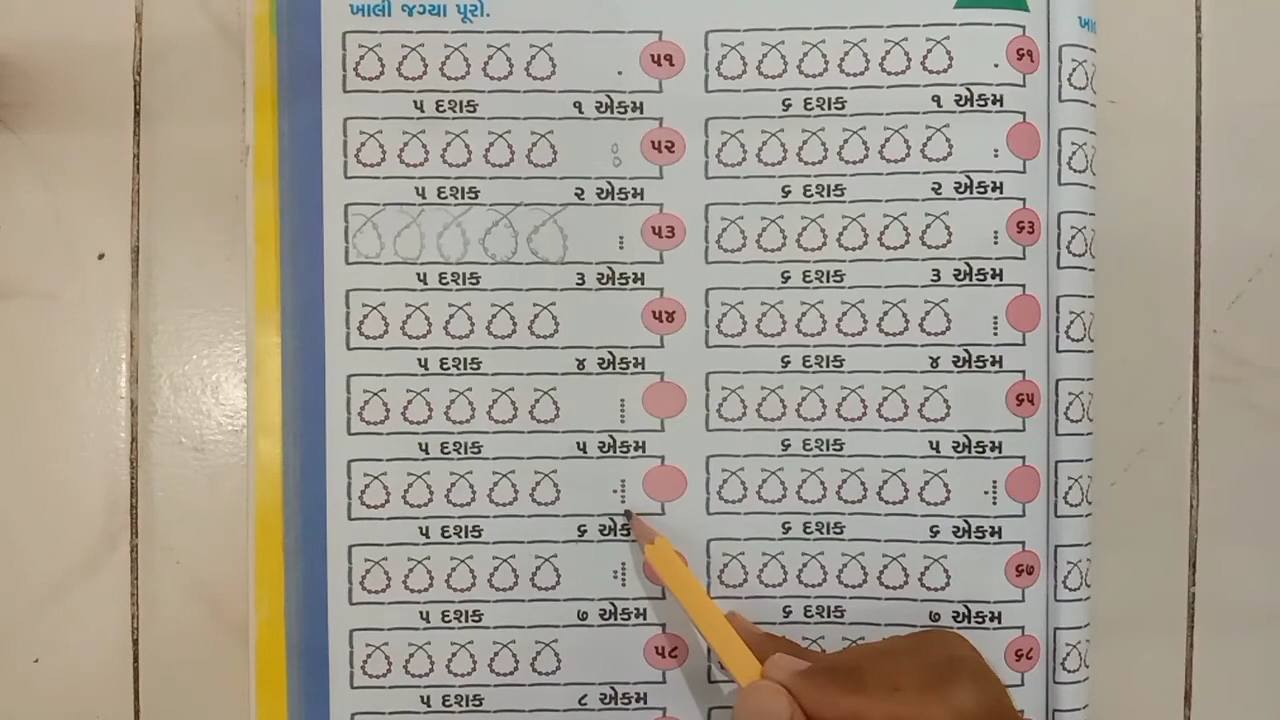 ખાલી જગ્યા પૂરો.
૫૧
૫ દશક ૧ એકમ
૫૨
૫ દશક ૨ એકમ
૫૩
૫ દશક ૩ એકમ
૫૪
૫ દશક ૪ એકમ
૫ દશક ૫ એકમ
૫ દશક ૬
૫ દશક ૭ એકમ
૫૮
૫ દશક ૮ એકમ
૬૧
૬ દશક ૧ એકમ
૬ દશક ૨ એકમ
૬૩
૬ દશક ૩ એકમ
૬ દશક ૪ એકમ
૬૫
૬ દશક ૫ એકમ
૬ દશક ૬ એકમ
૬૭
૬ દશક ૭ એકમ
૬૮